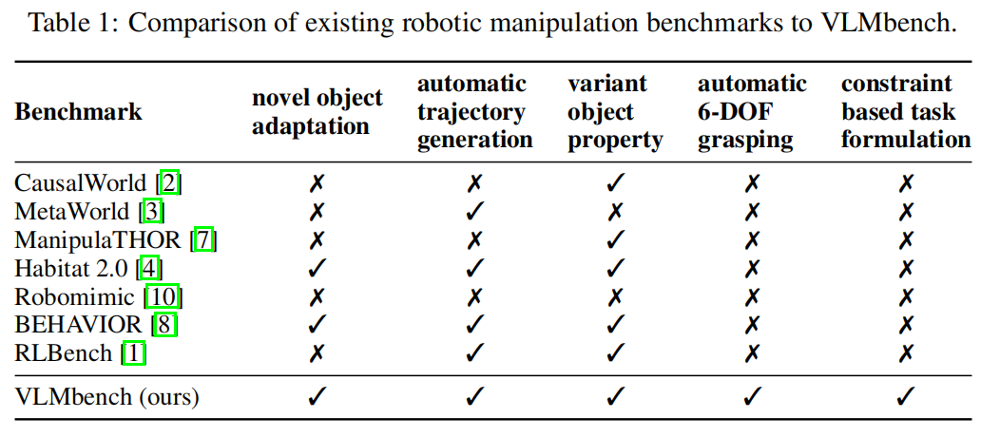 Table 1: Comparison of existing robotic manipulation benchmarks to VLMbench.
Benchmark novel object adaptation automatic trajectory generation variant object property automatic 6-DOF grasping constraint based task formulation
CausalWorld [2] ✗ ✗ ✓ ✗ ✗
MetaWorld [3] ✗ ✓ ✗ ✗ ✗
ManipulaTHOR [7] ✗ ✗ ✓ ✗ ✗
Habitat 2.0 [4] ✓ ✓ ✓ ✗ ✗
Robomimic [10] ✗ ✗ ✗ ✗ ✗
BEHAVIOR [8] ✓ ✓ ✓ ✗ ✗
RLBench [1] ✗ ✓ ✓ ✗ ✗
VLMbench (ours) ✓ ✓ ✓ ✓ ✓